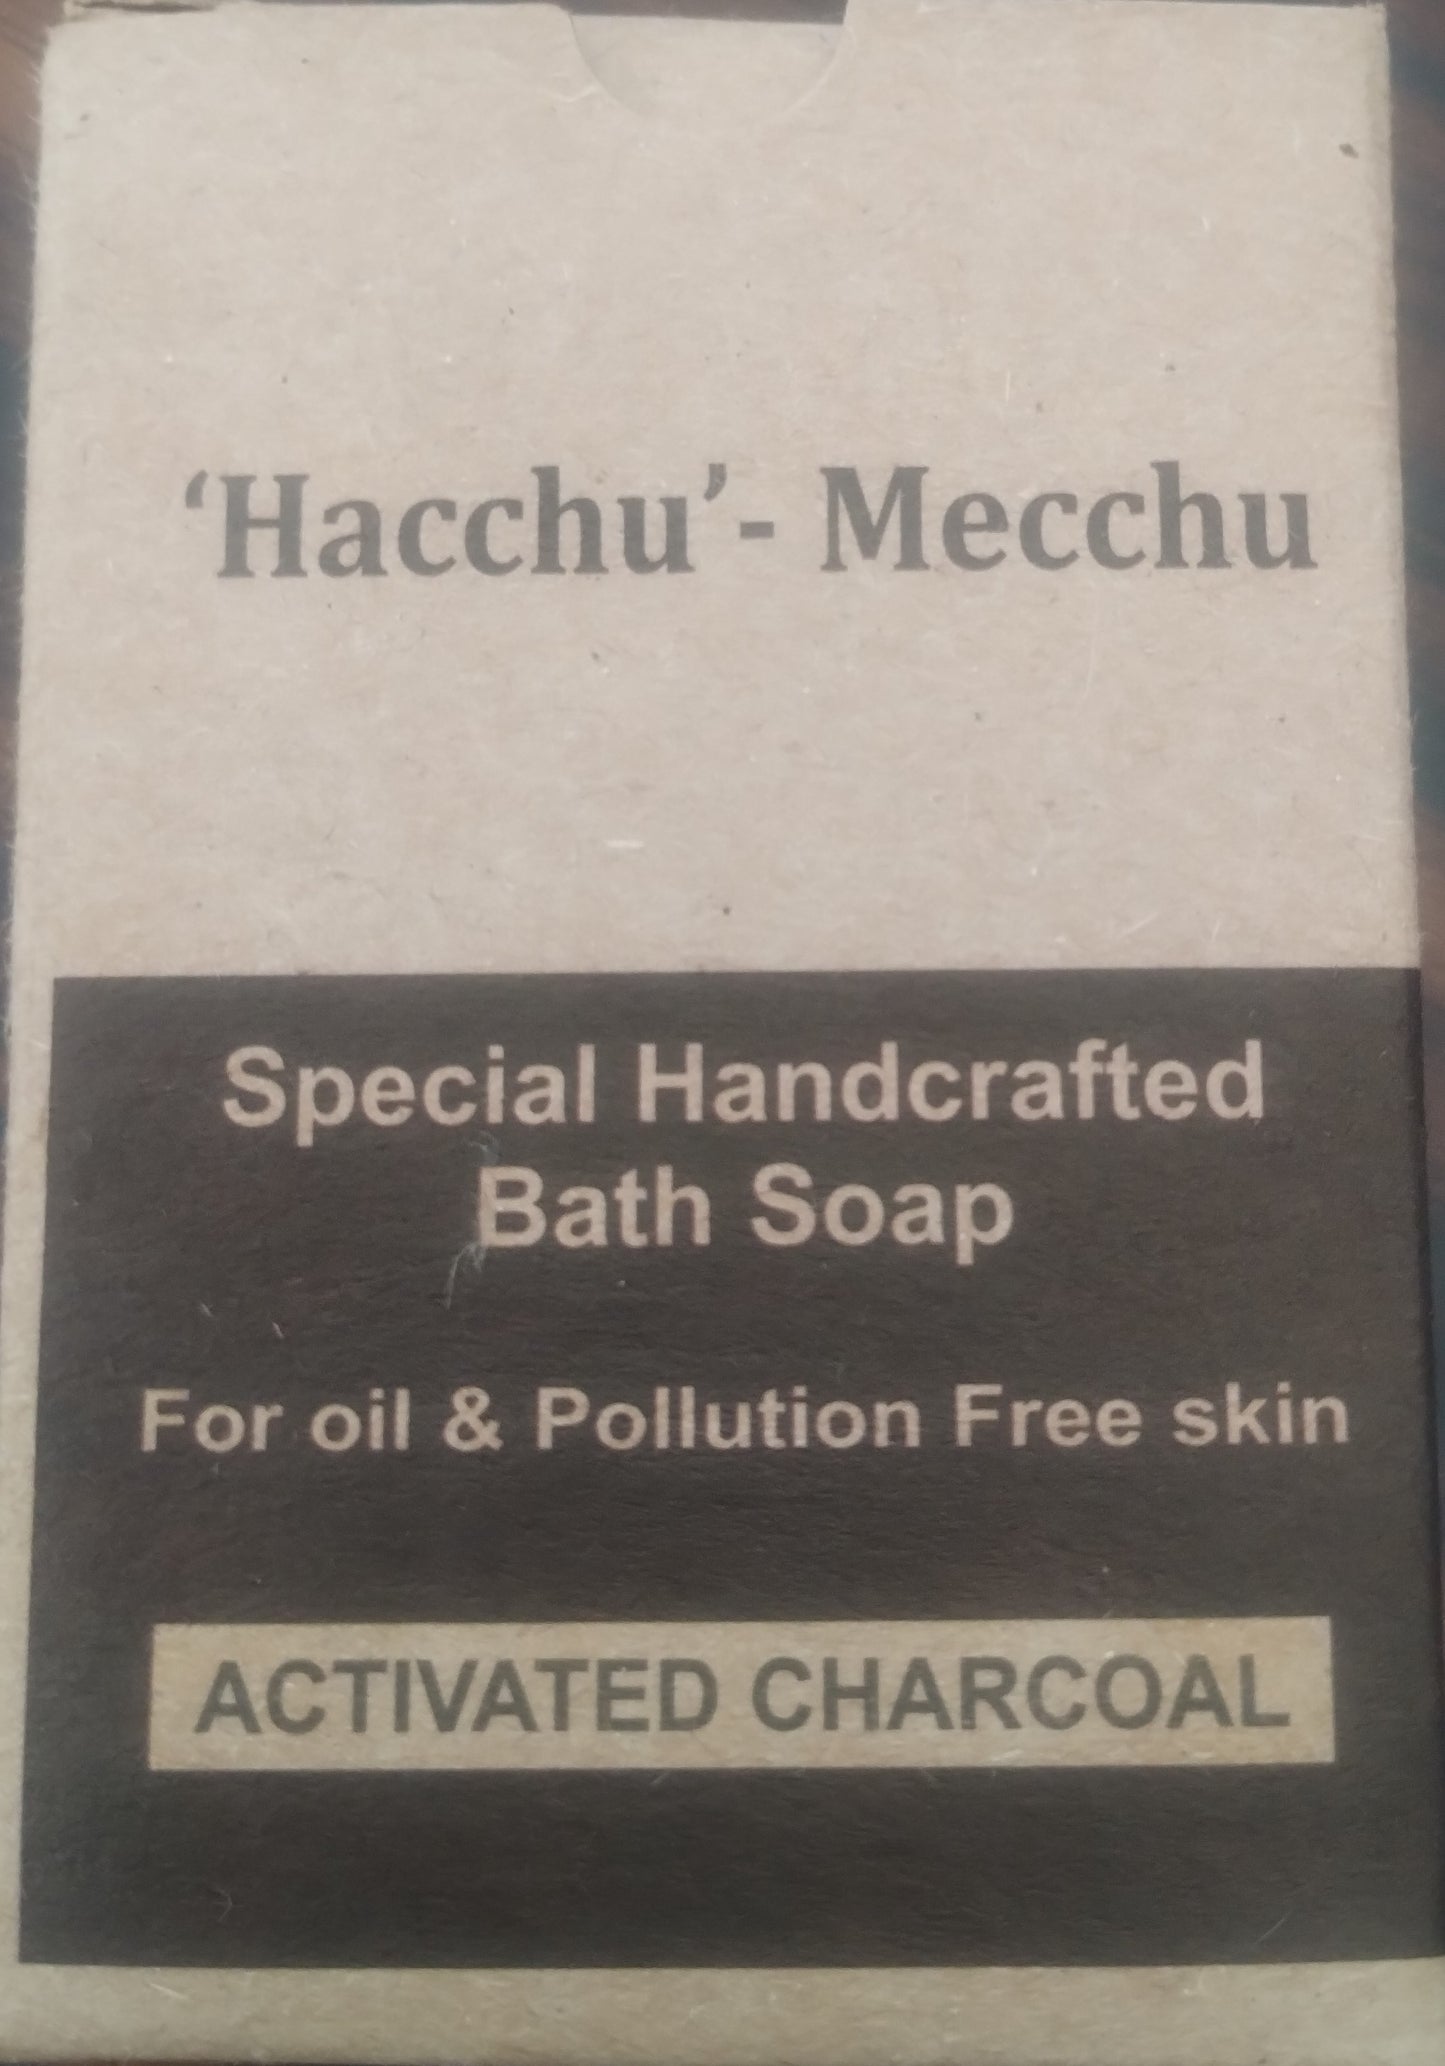 ‘Hacchu’- Mecchu
Special Handcrafted
Bath Soap
For oil & Pollution Free skin
ACTIVATED CHARCOAL